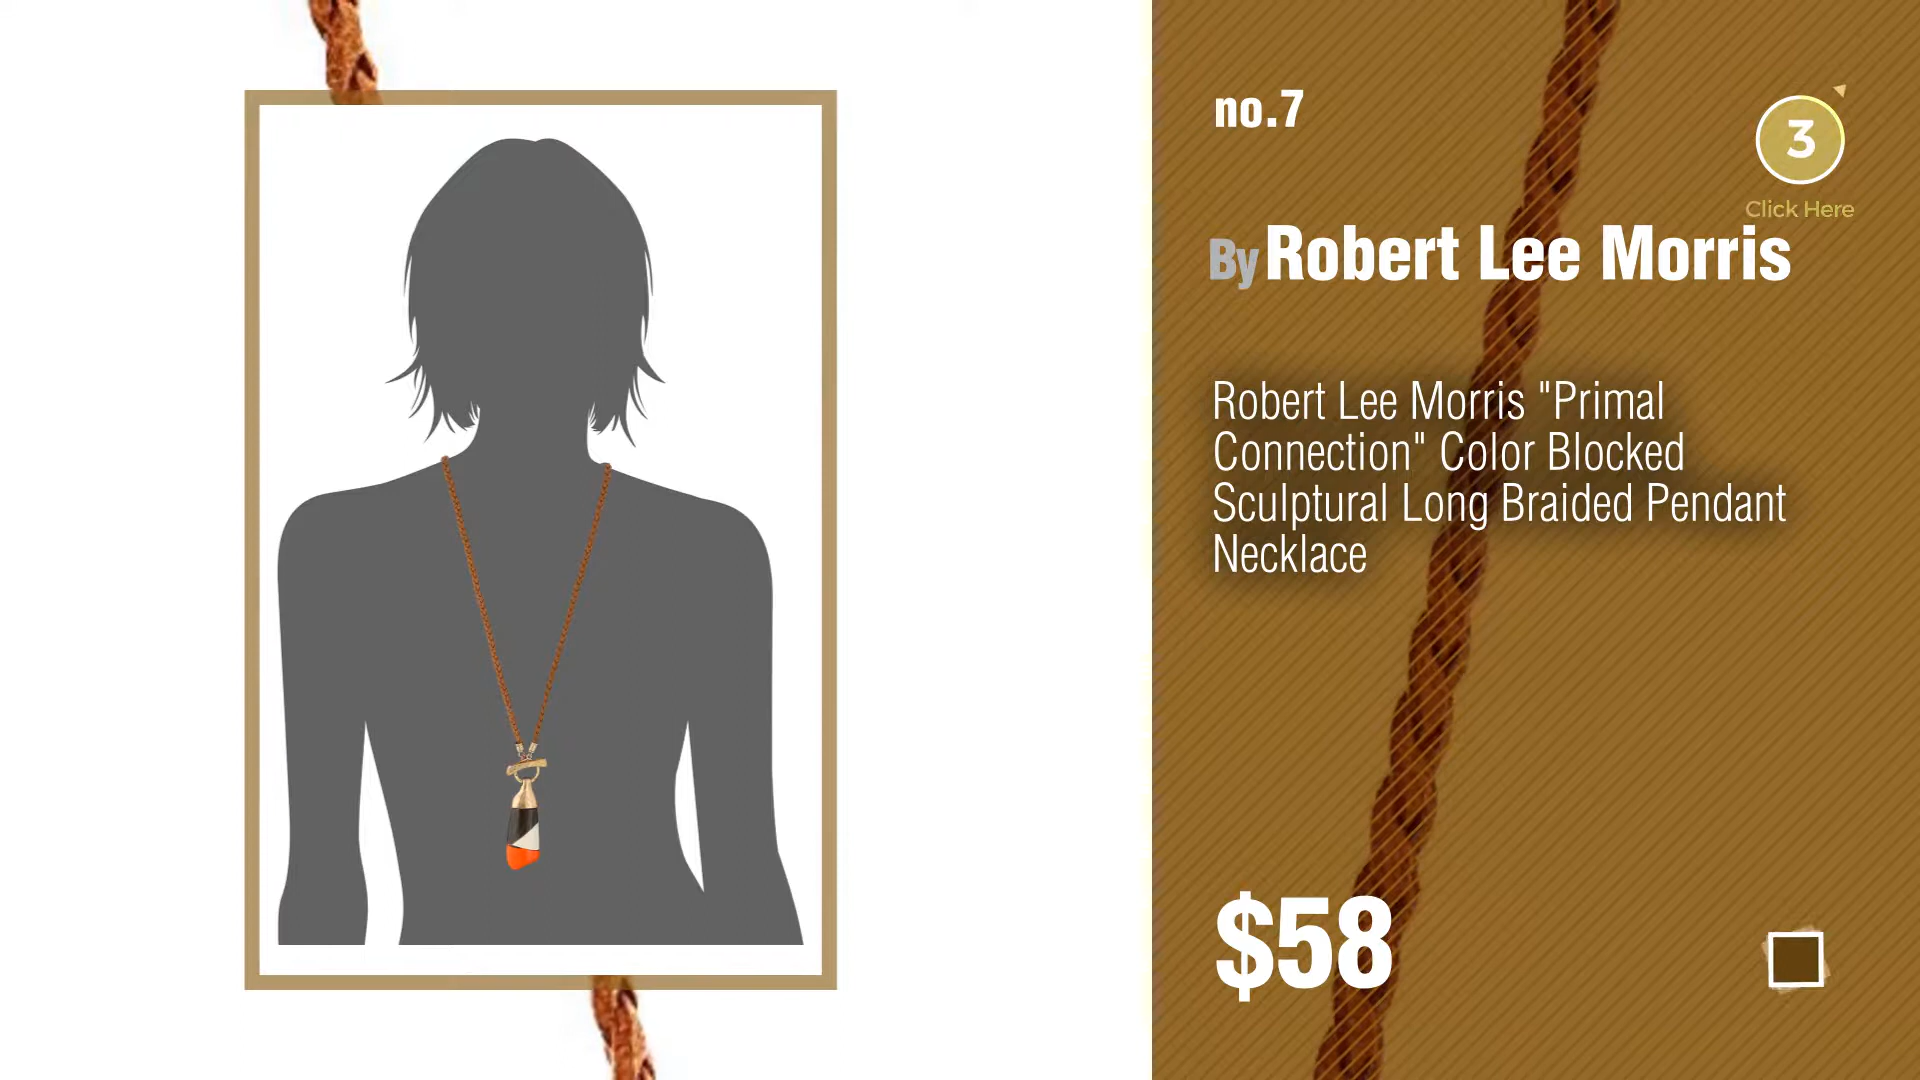 no.7
3
Click Here
By Robert Lee Morris
Robert Lee Morris "Primal
Connection" Color Blocked
Sculptural Long Braided Pendant
Necklace
$58